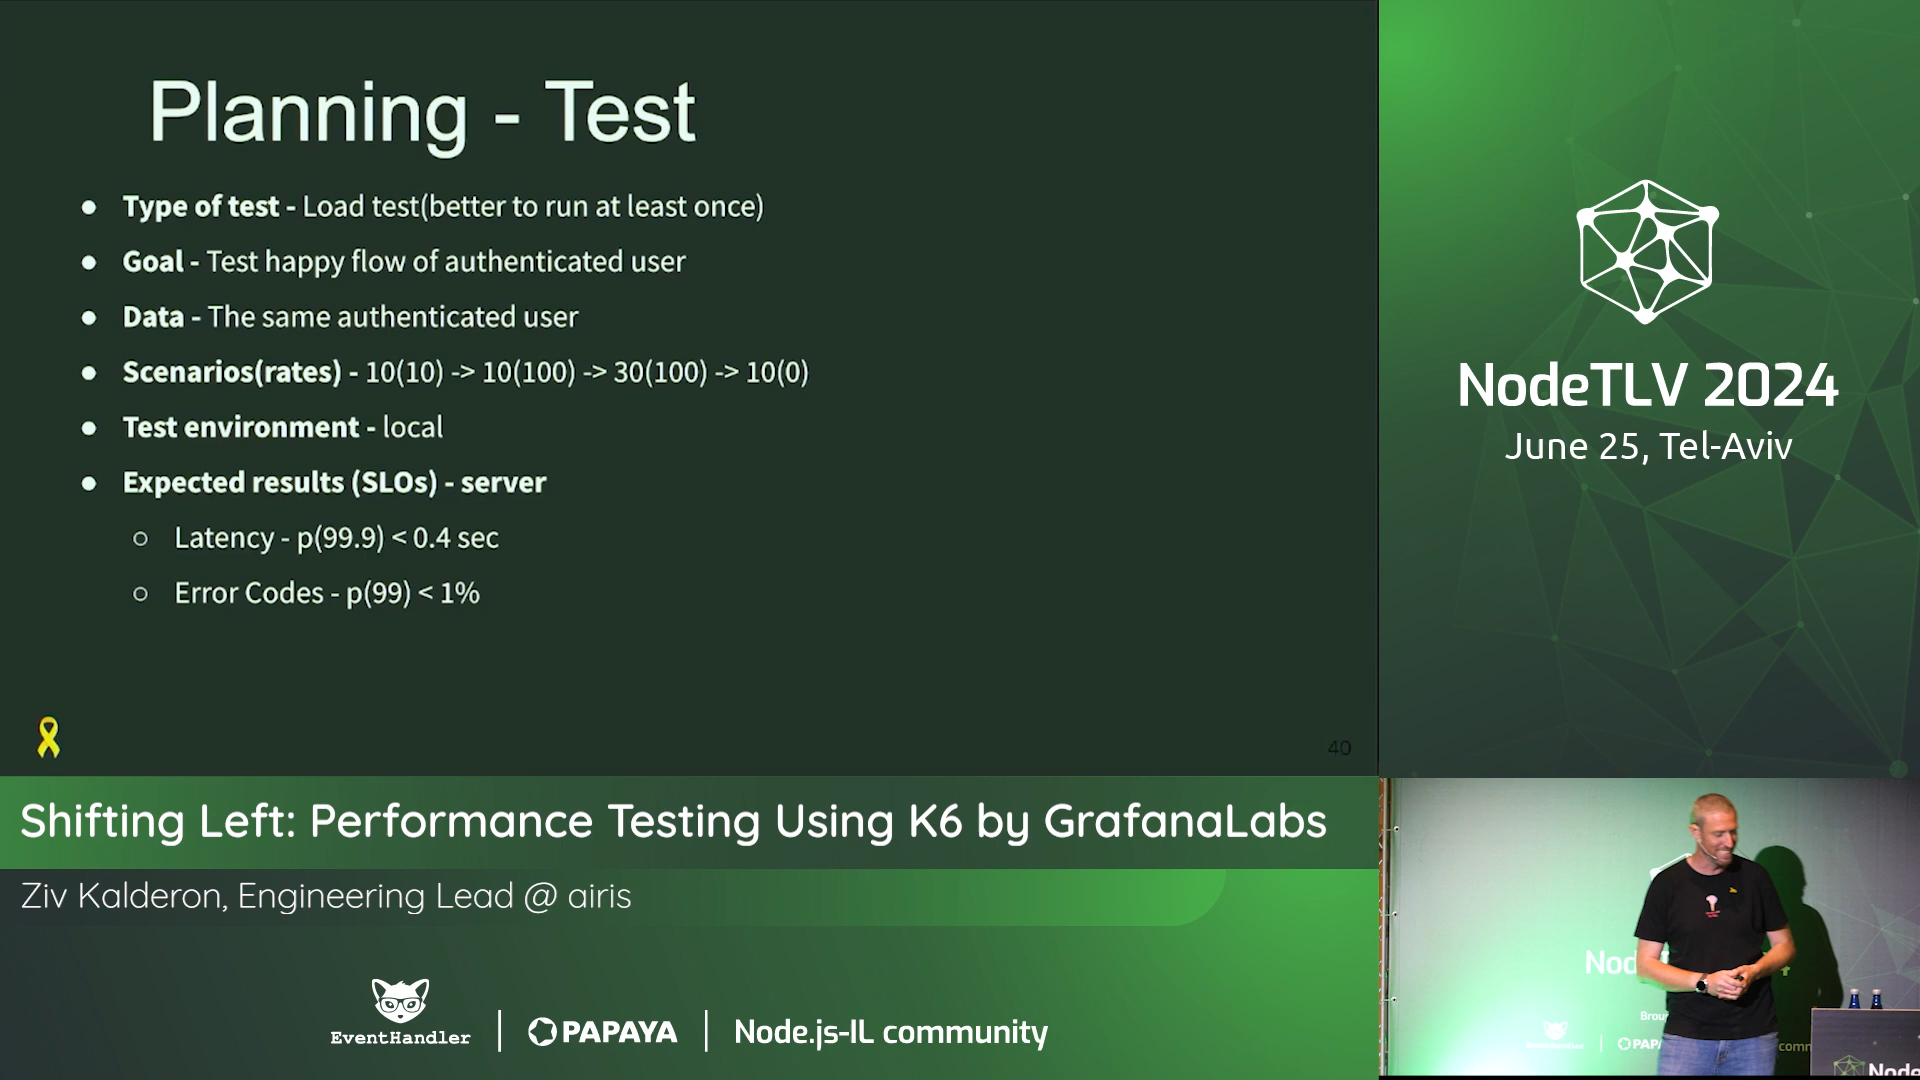 Planning - Test
● Type of test - Load test(better to run at least once)
● Goal - Test happy flow of authenticated user
● Data - The same authenticated user
● Scenarios(rates) - 10(10) -> 10(100) -> 30(100) -> 10(0)
● Test environment - local
● Expected results (SLOs) - server
○ Latency - p(99.9) < 0.4 sec
○ Error Codes - p(99) < 1%
40
NodeTLV 2024
June 25, Tel-Aviv
Shifting Left: Performance Testing Using K6 by GrafanaLabs
Ziv Kalderon, Engineering Lead @ airis
EventHandler
PAPAYA
Node.js-IL community